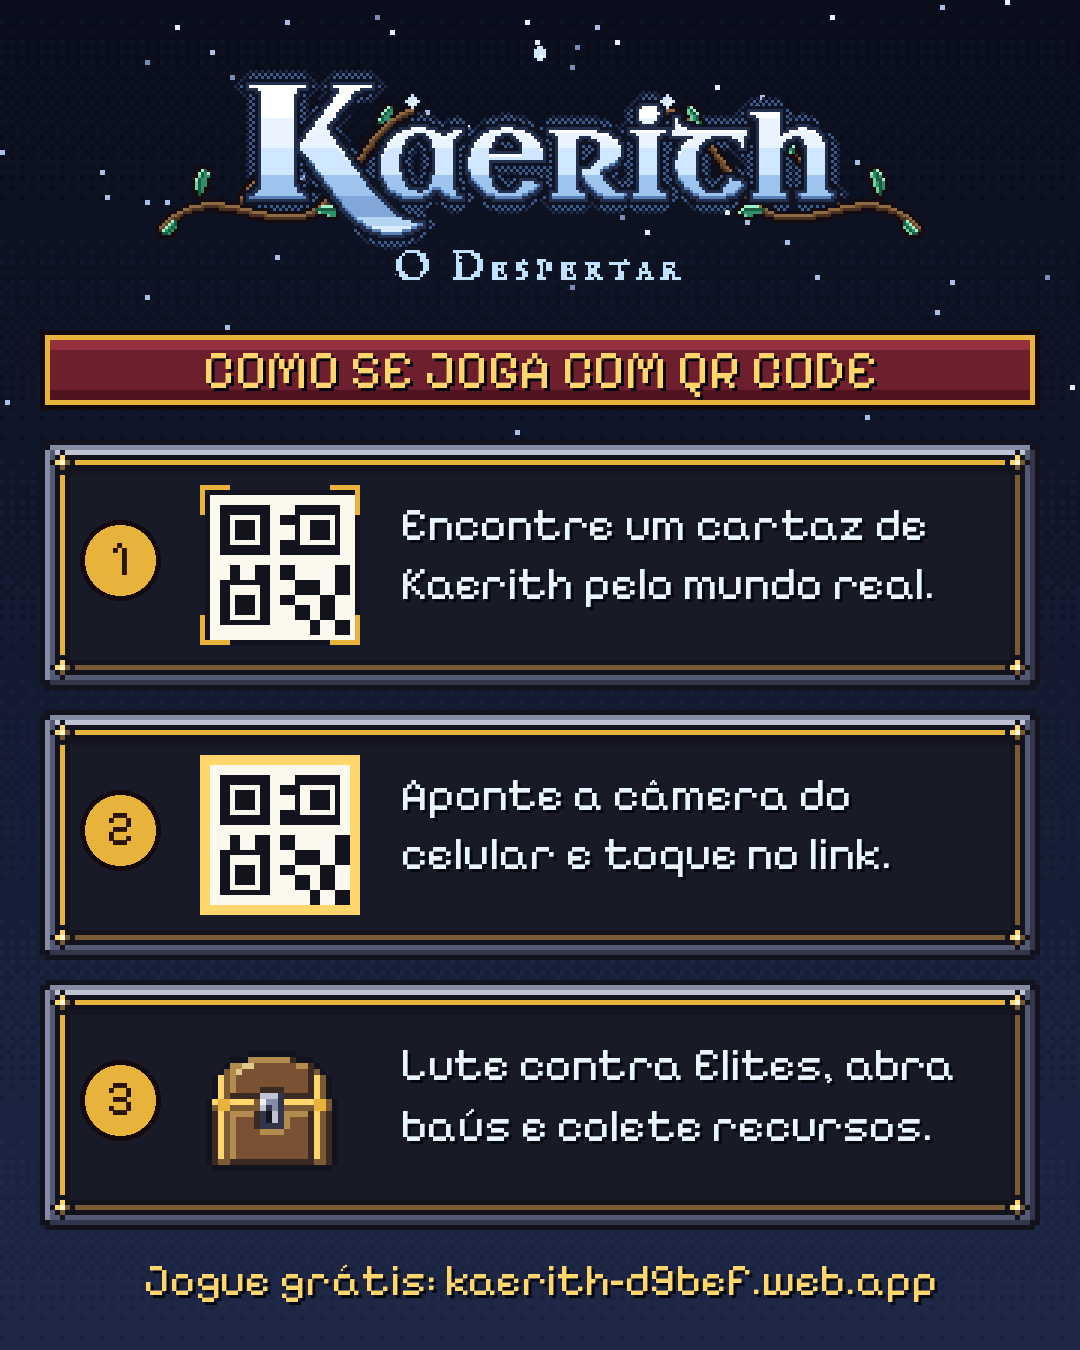 Kaerith
O Despertar
COMO SE JOGA COM QR CODE
1
Encontre um cartaz de
Kaerith pelo mundo real.
2
Aponte a câmera do
celular e toque no link.
3
Lute contra Elites, abra
baús e colete recursos.
Jogue grátis: kaerith-d9bef.web.app